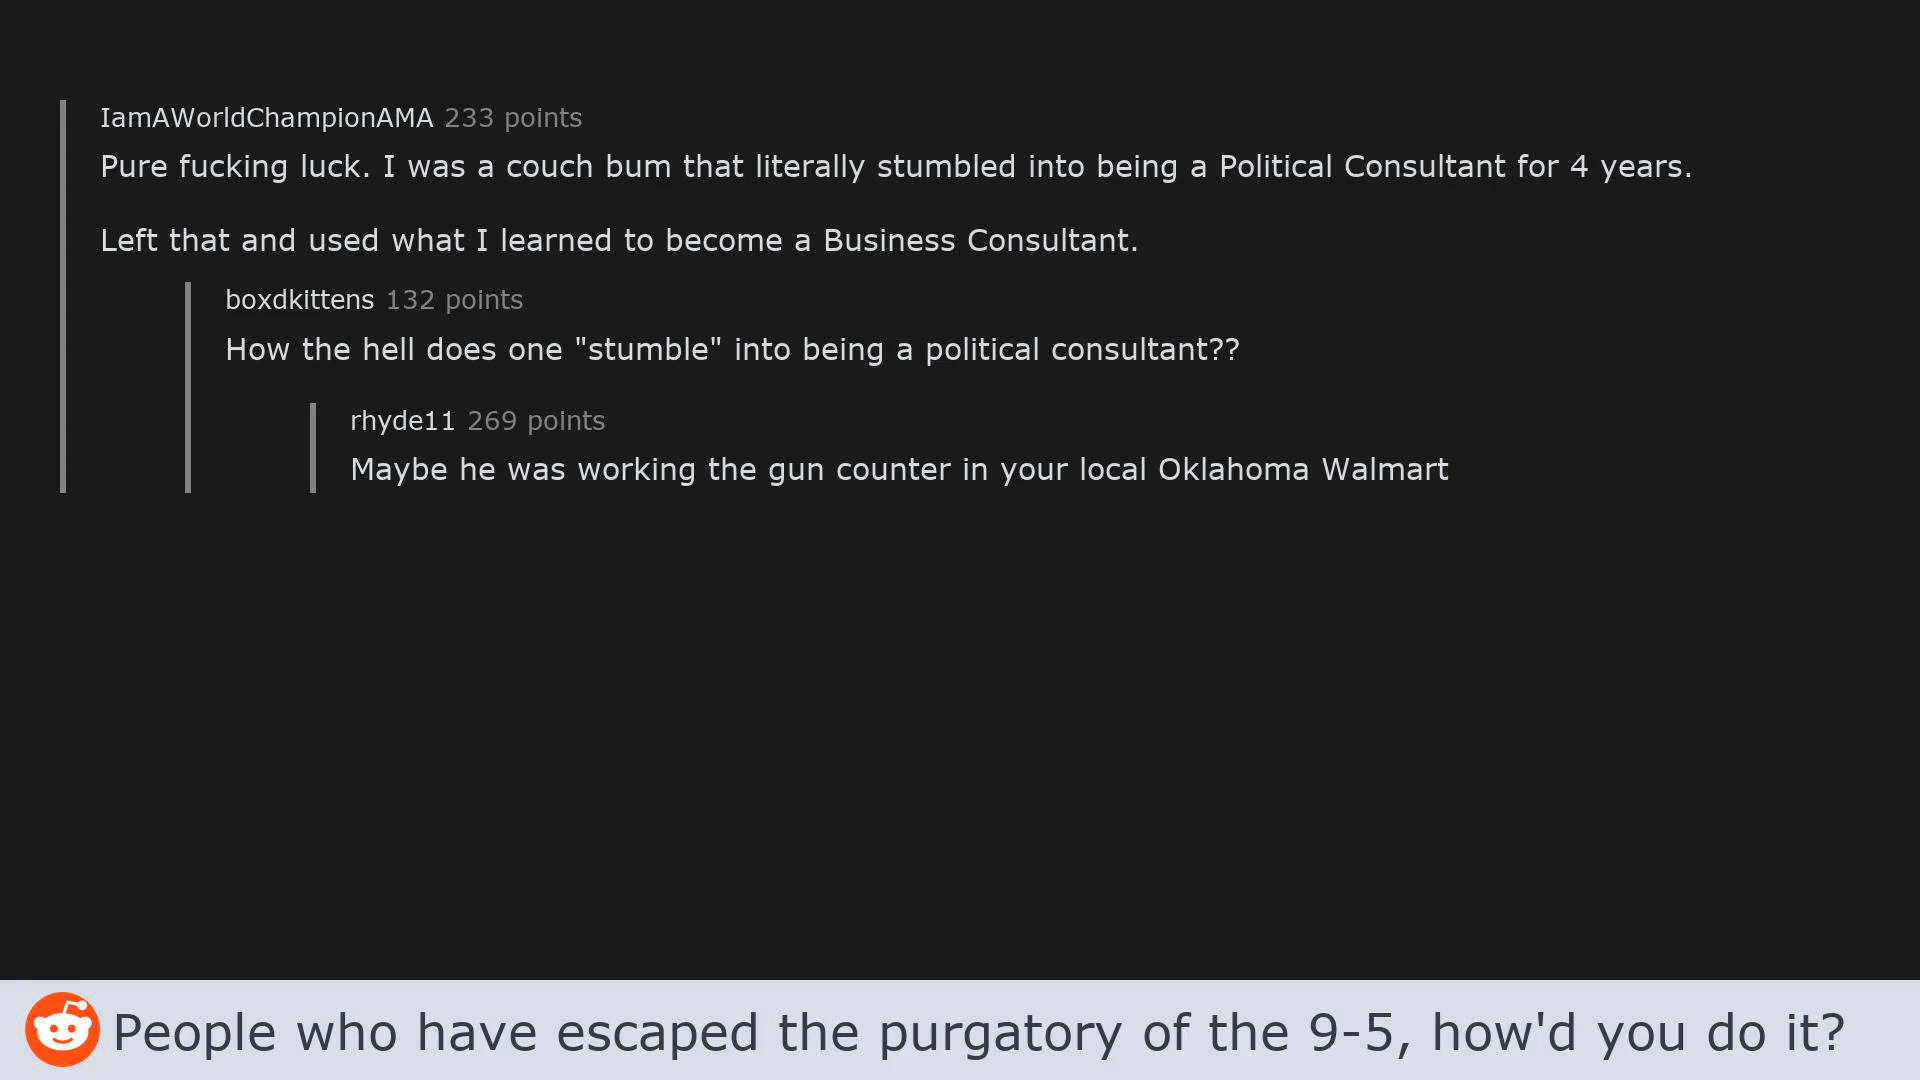 IamAWorldChampionAMA 233 points
Pure fucking luck. I was a couch bum that literally stumbled into being a Political Consultant for 4 years.
Left that and used what I learned to become a Business Consultant.
boxdkittens 132 points
How the hell does one "stumble" into being a political consultant??
rhyde11 269 points
Maybe he was working the gun counter in your local Oklahoma Walmart
People who have escaped the purgatory of the 9-5, how'd you do it?